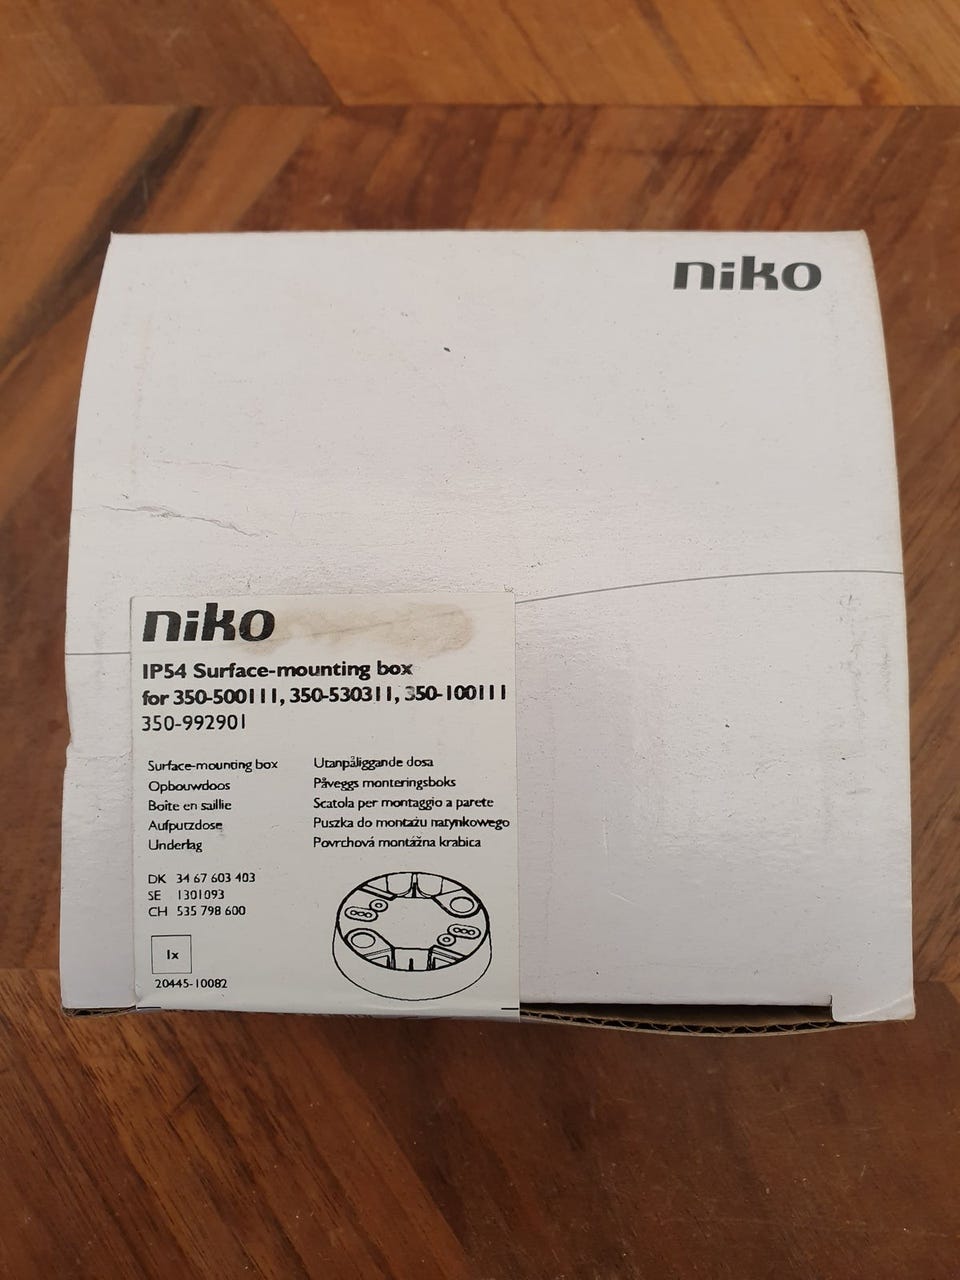 niko
niko
IP54 Surface-mounting box
for 350-500111, 350-530311, 350-100111
350-992901
Surface-mounting box
Opbouwdoos
Boîte en saillie
Aufputzdose
Underlag
Utanpåliggande dosa
Påveggs monteringsboks
Scatola per montaggio a parete
Puszka do montażu natynkowego
Povrchová montážna krabica
DK 34 67 603 403
SE 1301093
CH 535 798 600
1x
20445-10082